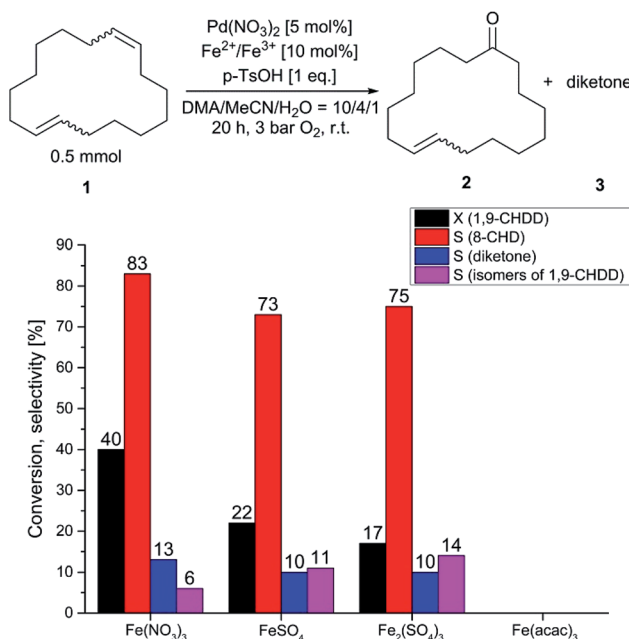 Pd(NO₃)₂ [5 mol%]
Fe²⁺/Fe³⁺ [10 mol%]
p-TsOH [1 eq.]
DMA/MeCN/H₂O = 10/4/1
20 h, 3 bar O₂, r.t.
O
+ diketone
0.5 mmol
1
2
3
X (1,9-CHDD)
S (8-CHD)
S (diketone)
S (isomers of 1,9-CHDD)
Conversion, selectivity [%]
90
80
70
60
50
40
30
20
10
0
40
83
13
6
22
73
10
11
17
75
10
14
Fe(NO₃)₃
FeSO₄
Fe₂(SO₄)₃
Fe(acac)₃